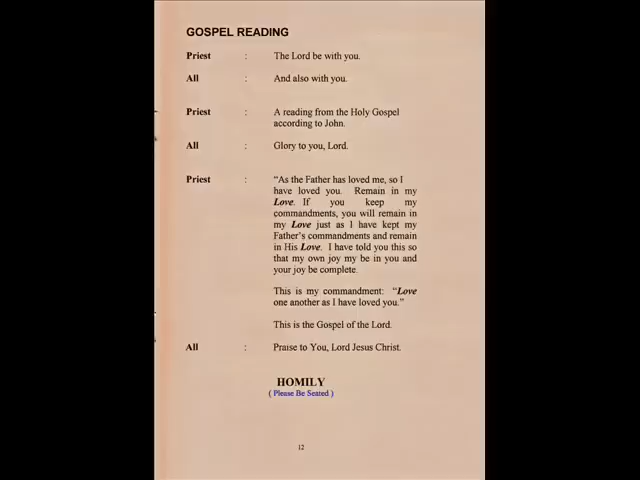 GOSPEL READING
Priest : The Lord be with you.
All : And also with you.
Priest : A reading from the Holy Gospel
according to John.
All : Glory to you, Lord.
Priest : “As the Father has loved me, so I
have loved you. Remain in my
Love. If you keep my
commandments, you will remain in
my Love just as I have kept my
Father’s commandments and remain
in His Love. I have told you this so
that my own joy my be in you and
your joy be complete.
This is my commandment: “Love
one another as I have loved you.”
This is the Gospel of the Lord.
All : Praise to You, Lord Jesus Christ.
HOMILY
( Please Be Seated )
12